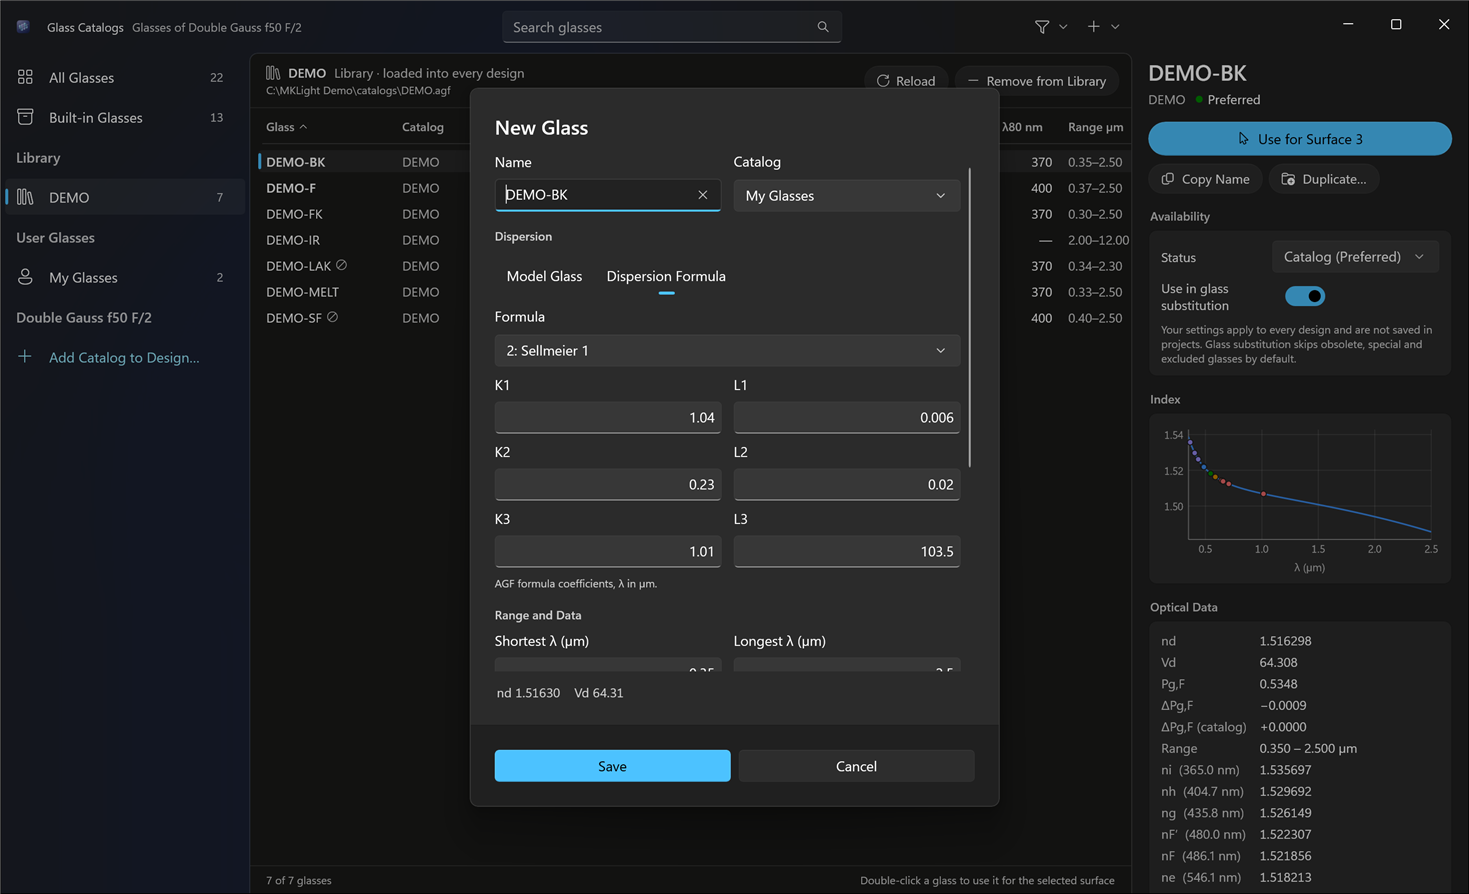 Glass Catalogs Glasses of Double Gauss f50 F/2
Search glasses
All Glasses 22
Built-in Glasses 13
Library
DEMO 7
User Glasses
My Glasses 2
Double Gauss f50 F/2
Add Catalog to Design...
DEMO Library · loaded into every design
C:\MKLight Demo\catalogs\DEMO.agf
Reload
Remove from Library
Glass Catalog λ80 nm Range µm
DEMO-BK DEMO 370 0.35–2.50
DEMO-F DEMO 400 0.37–2.50
DEMO-FK DEMO 370 0.30–2.50
DEMO-IR DEMO — 2.00–12.00
DEMO-LAK DEMO 370 0.34–2.30
DEMO-MELT DEMO 370 0.33–2.50
DEMO-SF DEMO 400 0.40–2.50
7 of 7 glasses
Double-click a glass to use it for the selected surface
New Glass
Name Catalog
DEMO-BK My Glasses
Dispersion
Model Glass Dispersion Formula
Formula
2: Sellmeier 1
K1 L1
1.04 0.006
K2 L2
0.23 0.02
K3 L3
1.01 103.5
AGF formula coefficients, λ in µm.
Range and Data
Shortest λ (µm) Longest λ (µm)
0.35 2.5
nd 1.51630 Vd 64.31
Save Cancel
DEMO-BK
DEMO Preferred
Use for Surface 3
Copy Name Duplicate...
Availability
Status Catalog (Preferred)
Use in glass
substitution
Your settings apply to every design and are not saved in
projects. Glass substitution skips obsolete, special and
excluded glasses by default.
Index
1.54
1.52
1.50
0.5 1.0 1.5 2.0 2.5
λ (µm)
Optical Data
nd 1.516298
Vd 64.308
Pg,F 0.5348
ΔPg,F −0.0009
ΔPg,F (catalog) +0.0000
Range 0.350 – 2.500 µm
ni (365.0 nm) 1.535697
nh (404.7 nm) 1.529692
ng (435.8 nm) 1.526149
nF' (480.0 nm) 1.522307
nF (486.1 nm) 1.521856
ne (546.1 nm) 1.518213